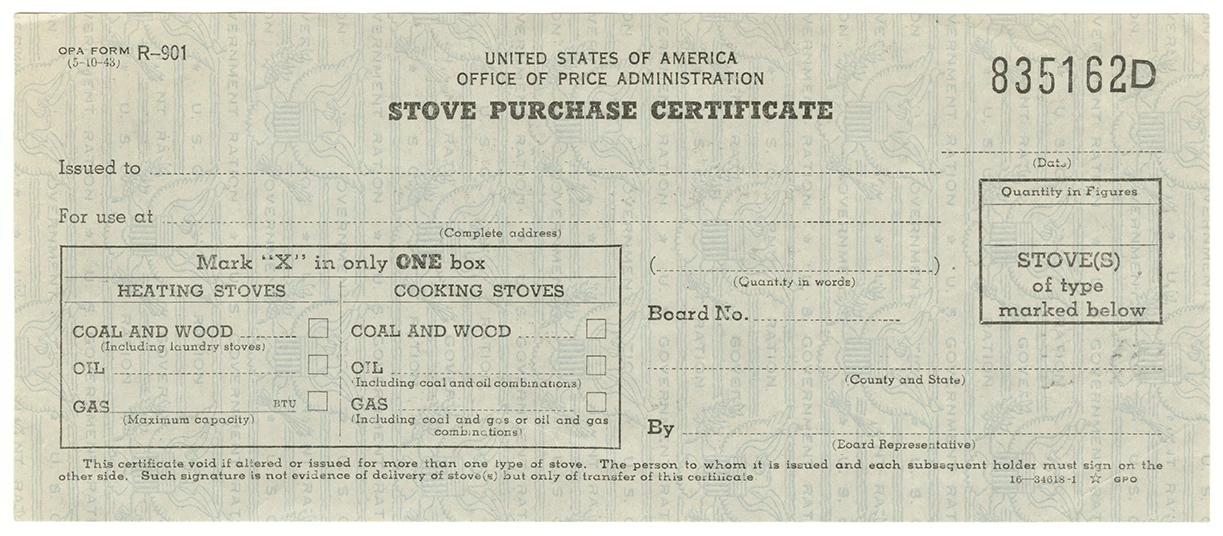 OPA FORM R-901
(5-10-43)
UNITED STATES OF AMERICA
OFFICE OF PRICE ADMINISTRATION
STOVE PURCHASE CERTIFICATE
835162D
(Date)
Issued to
For use at
(Complete address)
Quantity in Figures
STOVE(S)
of type
marked below
Mark "X" in only ONE box
HEATING STOVES
COAL AND WOOD
(Including laundry stoves)
OIL
GAS BTU
(Maximum capacity)
COOKING STOVES
COAL AND WOOD
OIL
(Including coal and oil combinations)
GAS
(Including coal and gas or oil and gas
combinations)
( )
(Quantity in words)
Board No.
(County and State)
By
(Board Representative)
This certificate void if altered or issued for more than one type of stove. The person to whom it is issued and each subsequent holder must sign on the
other side. Such signature is not evidence of delivery of stove(s) but only of transfer of this certificate
16—34618-1 ☆ GPO